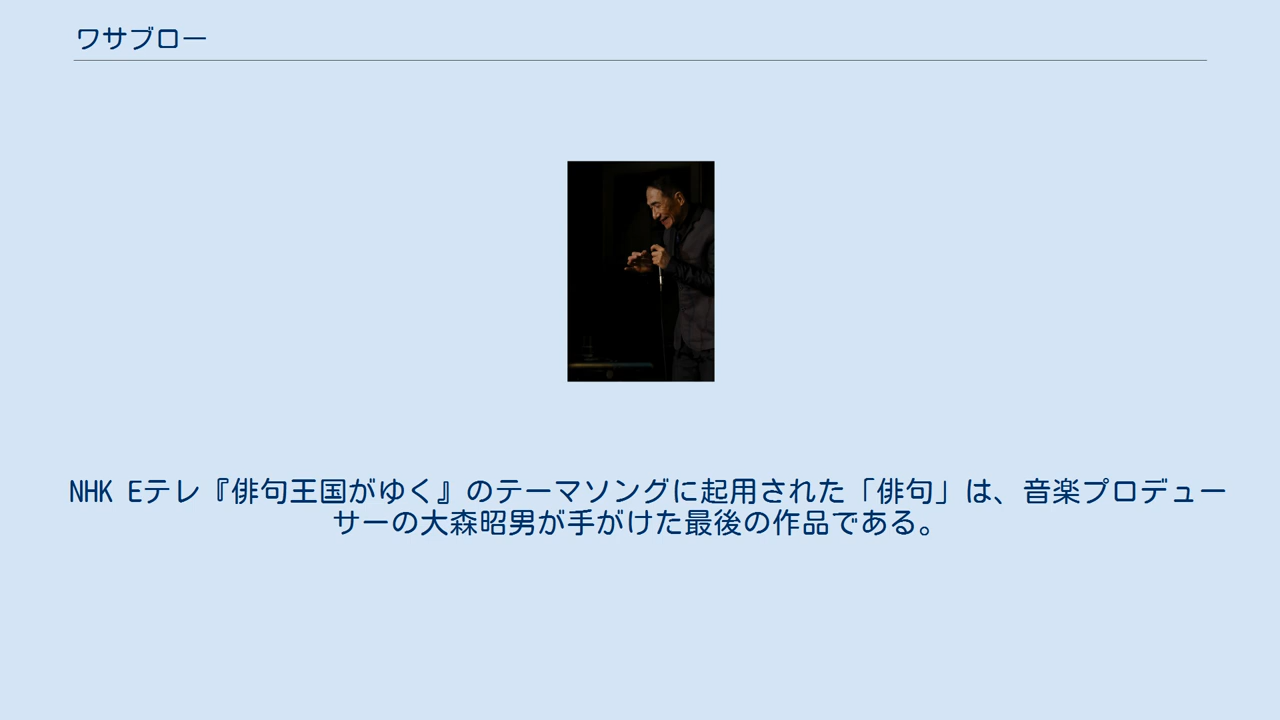 ワサブロー
NHK Eテレ『俳句王国がゆく』のテーマソングに起用された「俳句」は、音楽プロデュー
サーの大森昭男が手がけた最後の作品である。